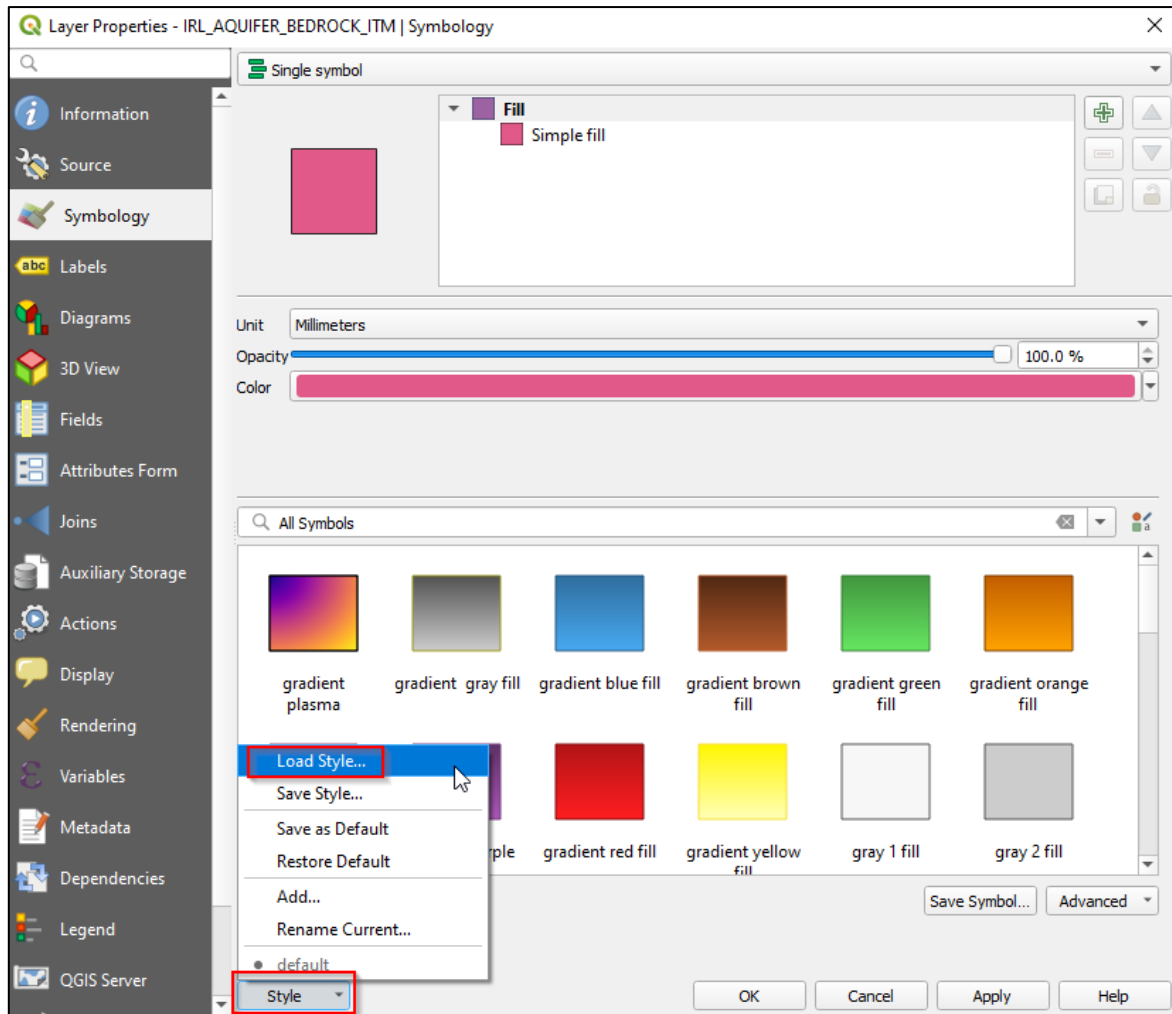 Layer Properties - IRL_AQUIFER_BEDROCK_ITM | Symbology
Information
Source
Symbology
abc Labels
Diagrams
3D View
Fields
Attributes Form
Joins
Auxiliary Storage
Actions
Display
Rendering
Variables
Metadata
Dependencies
Legend
QGIS Server
Single symbol
Fill
Simple fill
Unit Millimeters
Opacity 100.0 %
Color
All Symbols
a
gradient plasma
gradient gray fill
gradient blue fill
gradient brown fill
gradient green fill
gradient orange fill
gradient red fill
gradient yellow fill
gray 1 fill
gray 2 fill
Load Style...
Save Style...
Save as Default
Restore Default
Add...
Rename Current...
default
Save Symbol... Advanced
Style OK Cancel Apply Help